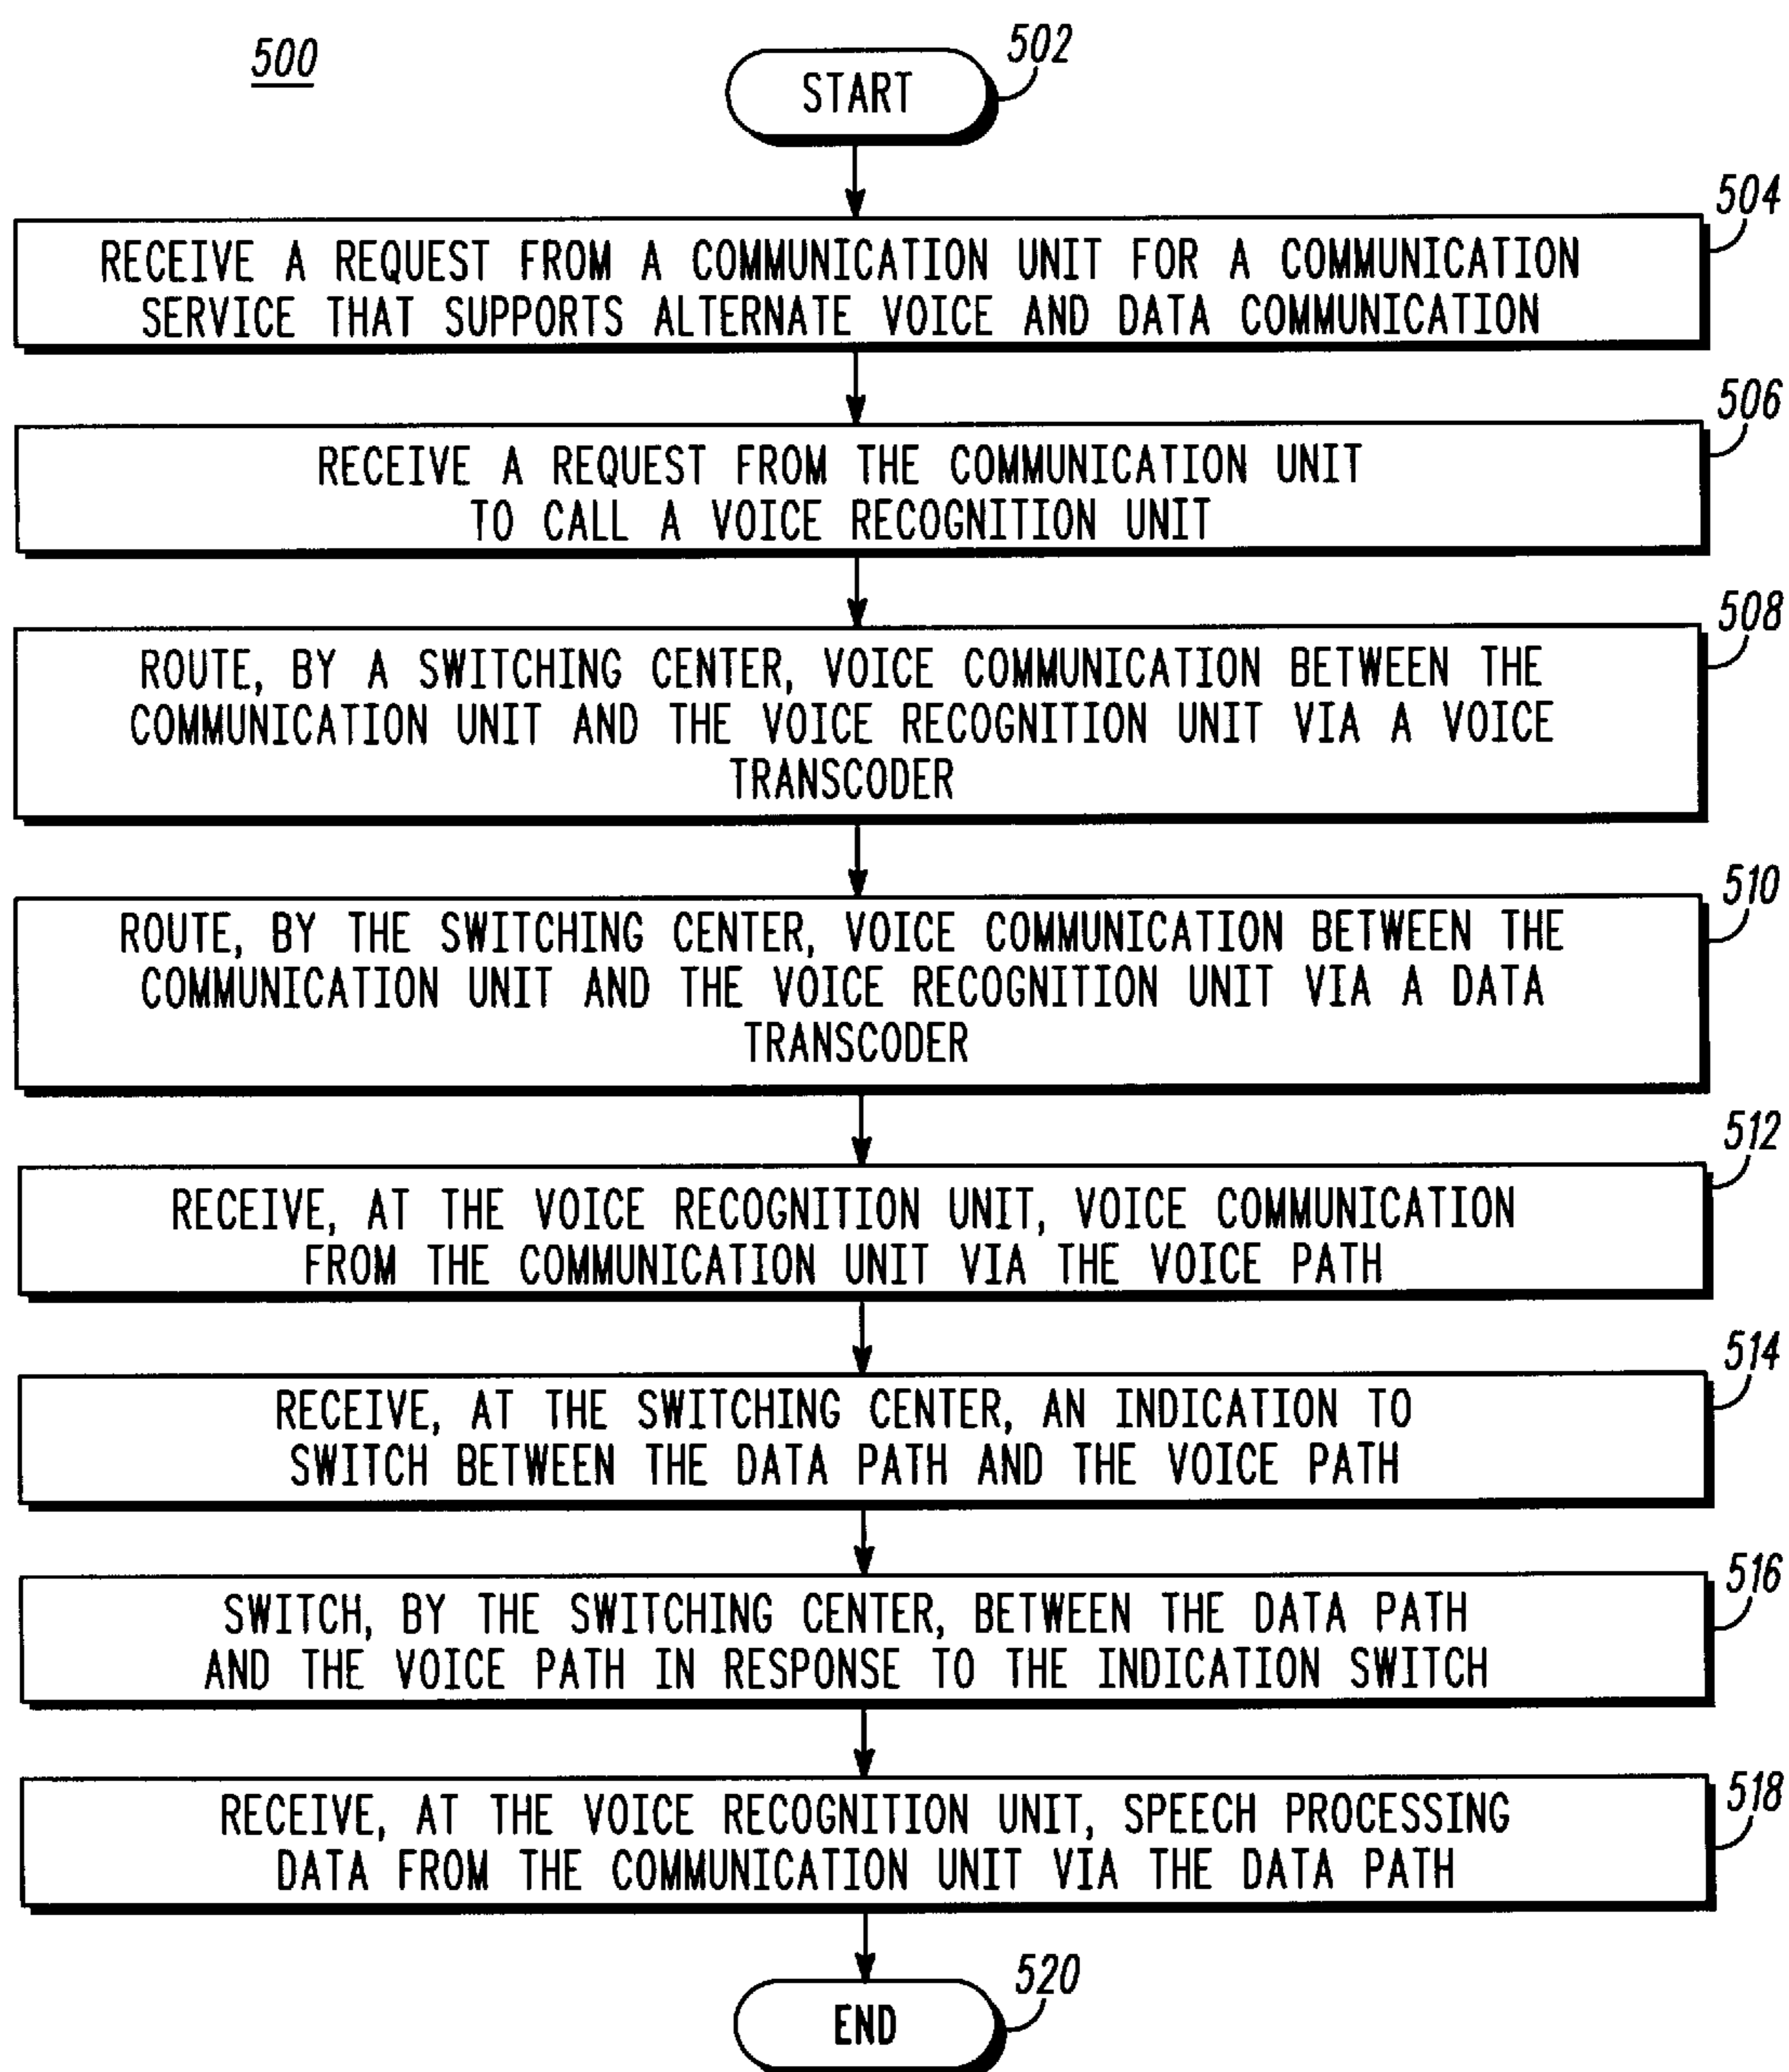 500
START
502
504
RECEIVE A REQUEST FROM A COMMUNICATION UNIT FOR A COMMUNICATION
SERVICE THAT SUPPORTS ALTERNATE VOICE AND DATA COMMUNICATION
506
RECEIVE A REQUEST FROM THE COMMUNICATION UNIT
TO CALL A VOICE RECOGNITION UNIT
508
ROUTE, BY A SWITCHING CENTER, VOICE COMMUNICATION BETWEEN THE
COMMUNICATION UNIT AND THE VOICE RECOGNITION UNIT VIA A VOICE
TRANSCODER
510
ROUTE, BY THE SWITCHING CENTER, VOICE COMMUNICATION BETWEEN THE
COMMUNICATION UNIT AND THE VOICE RECOGNITION UNIT VIA A DATA
TRANSCODER
512
RECEIVE, AT THE VOICE RECOGNITION UNIT, VOICE COMMUNICATION
FROM THE COMMUNICATION UNIT VIA THE VOICE PATH
514
RECEIVE, AT THE SWITCHING CENTER, AN INDICATION TO
SWITCH BETWEEN THE DATA PATH AND THE VOICE PATH
516
SWITCH, BY THE SWITCHING CENTER, BETWEEN THE DATA PATH
AND THE VOICE PATH IN RESPONSE TO THE INDICATION SWITCH
518
RECEIVE, AT THE VOICE RECOGNITION UNIT, SPEECH PROCESSING
DATA FROM THE COMMUNICATION UNIT VIA THE DATA PATH
520
END